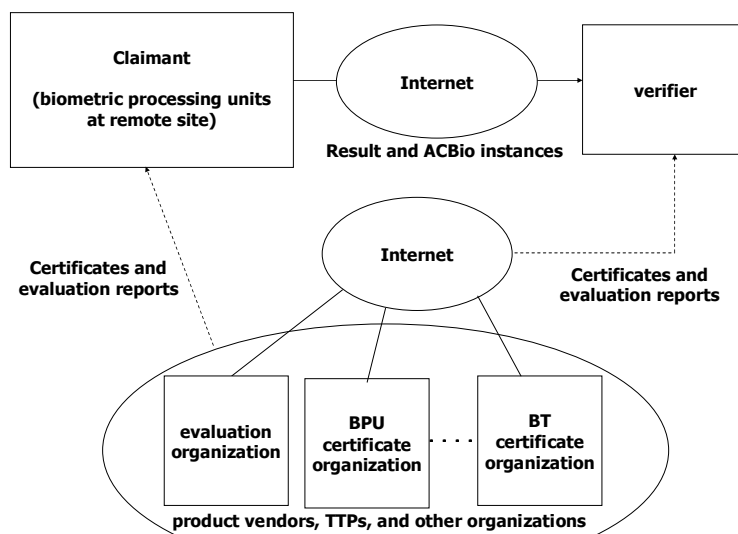 Claimant
(biometric processing units
at remote site)
Internet
verifier
Result and ACBio instances
Internet
Certificates and
evaluation reports
Certificates and
evaluation reports
evaluation
organization
BPU
certificate
organization
. . . . .
BT
certificate
organization
product vendors, TTPs, and other organizations